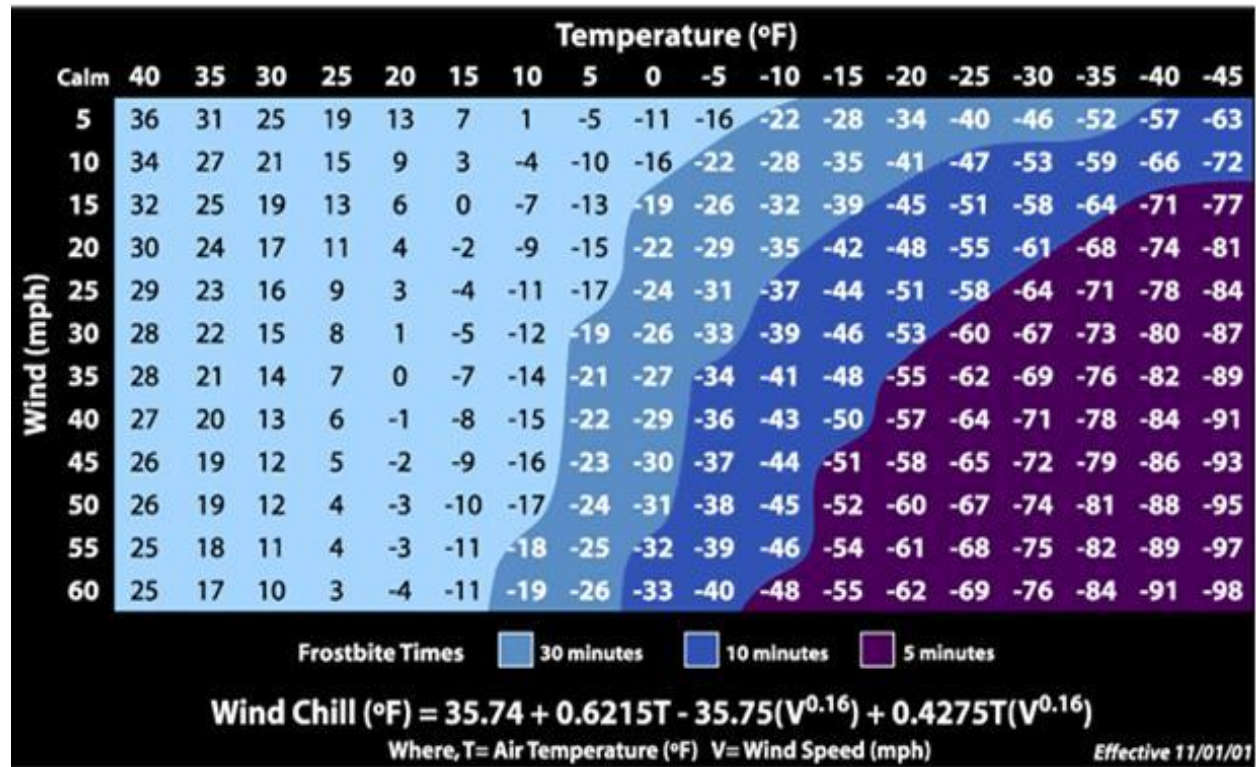 Temperature (ºF)
Calm 40 35 30 25 20 15 10 5 0 -5 -10 -15 -20 -25 -30 -35 -40 -45
5 36 31 25 19 13 7 1 -5 -11 -16 -22 -28 -34 -40 -46 -52 -57 -63
10 34 27 21 15 9 3 -4 -10 -16 -22 -28 -35 -41 -47 -53 -59 -66 -72
15 32 25 19 13 6 0 -7 -13 -19 -26 -32 -39 -45 -51 -58 -64 -71 -77
20 30 24 17 11 4 -2 -9 -15 -22 -29 -35 -42 -48 -55 -61 -68 -74 -81
25 29 23 16 9 3 -4 -11 -17 -24 -31 -37 -44 -51 -58 -64 -71 -78 -84
30 28 22 15 8 1 -5 -12 -19 -26 -33 -39 -46 -53 -60 -67 -73 -80 -87
35 28 21 14 7 0 -7 -14 -21 -27 -34 -41 -48 -55 -62 -69 -76 -82 -89
40 27 20 13 6 -1 -8 -15 -22 -29 -36 -43 -50 -57 -64 -71 -78 -84 -91
45 26 19 12 5 -2 -9 -16 -23 -30 -37 -44 -51 -58 -65 -72 -79 -86 -93
50 26 19 12 4 -3 -10 -17 -24 -31 -38 -45 -52 -60 -67 -74 -81 -88 -95
55 25 18 11 4 -3 -11 -18 -25 -32 -39 -46 -54 -61 -68 -75 -82 -89 -97
60 25 17 10 3 -4 -11 -19 -26 -33 -40 -48 -55 -62 -69 -76 -84 -91 -98
Wind (mph)
Frostbite Times 30 minutes 10 minutes 5 minutes
Wind Chill (ºF) = 35.74 + 0.6215T - 35.75(V^0.16) + 0.4275T(V^0.16)
Where, T= Air Temperature (ºF) V= Wind Speed (mph) Effective 11/01/01